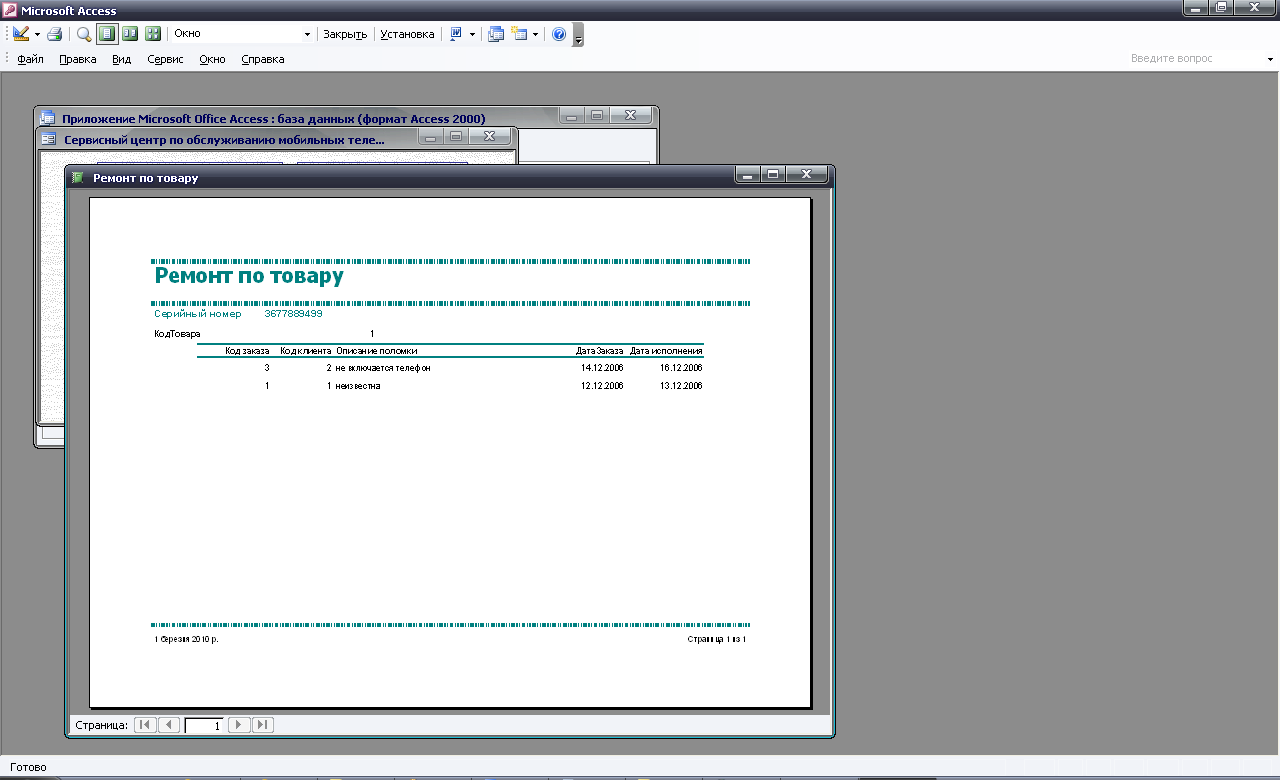 Microsoft Access
Окно Закрыть Установка
Файл Правка Вид Сервис Окно Справка Введите вопрос
Приложение Microsoft Office Access : база данных (формат Access 2000)
Сервисный центр по обслуживанию мобильных теле...
Ремонт по товару
Ремонт по товару
Серийный номер 3677889499
КодТовара 1
Код заказа Код клиента Описание поломки ДатаЗаказа Дата исполнения
3 2 не включается телефон 14.12.2006 16.12.2006
1 1 неизвестна 12.12.2006 13.12.2006
1 березня 2010 р. Страница 1 из 1
Страница: 1
Готово